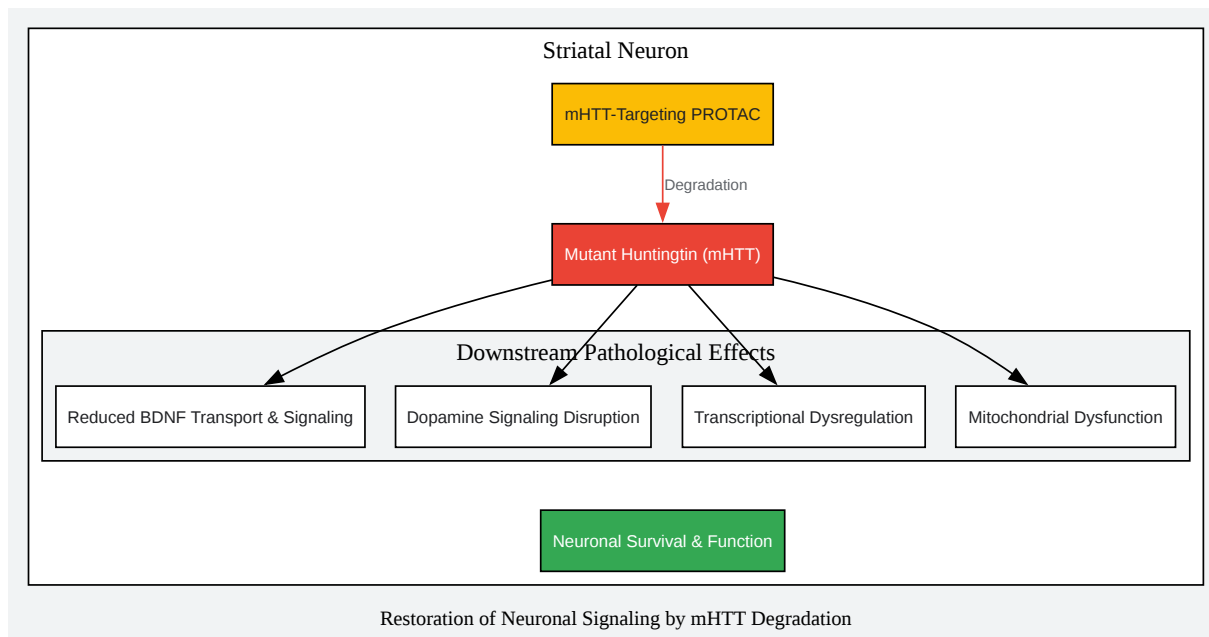 Striatal Neuron
mHTT-Targeting PROTAC
Degradation
Mutant Huntingtin (mHTT)
Downstream Pathological Effects
Reduced BDNF Transport & Signaling
Dopamine Signaling Disruption
Transcriptional Dysregulation
Mitochondrial Dysfunction
Neuronal Survival & Function
Restoration of Neuronal Signaling by mHTT Degradation